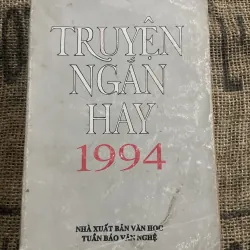 TRUYỆN
NGẮN
HAY
1994
NHÀ XUẤT BẢN VĂN HỌC
TUẦN BÁO VĂN NGHỆ